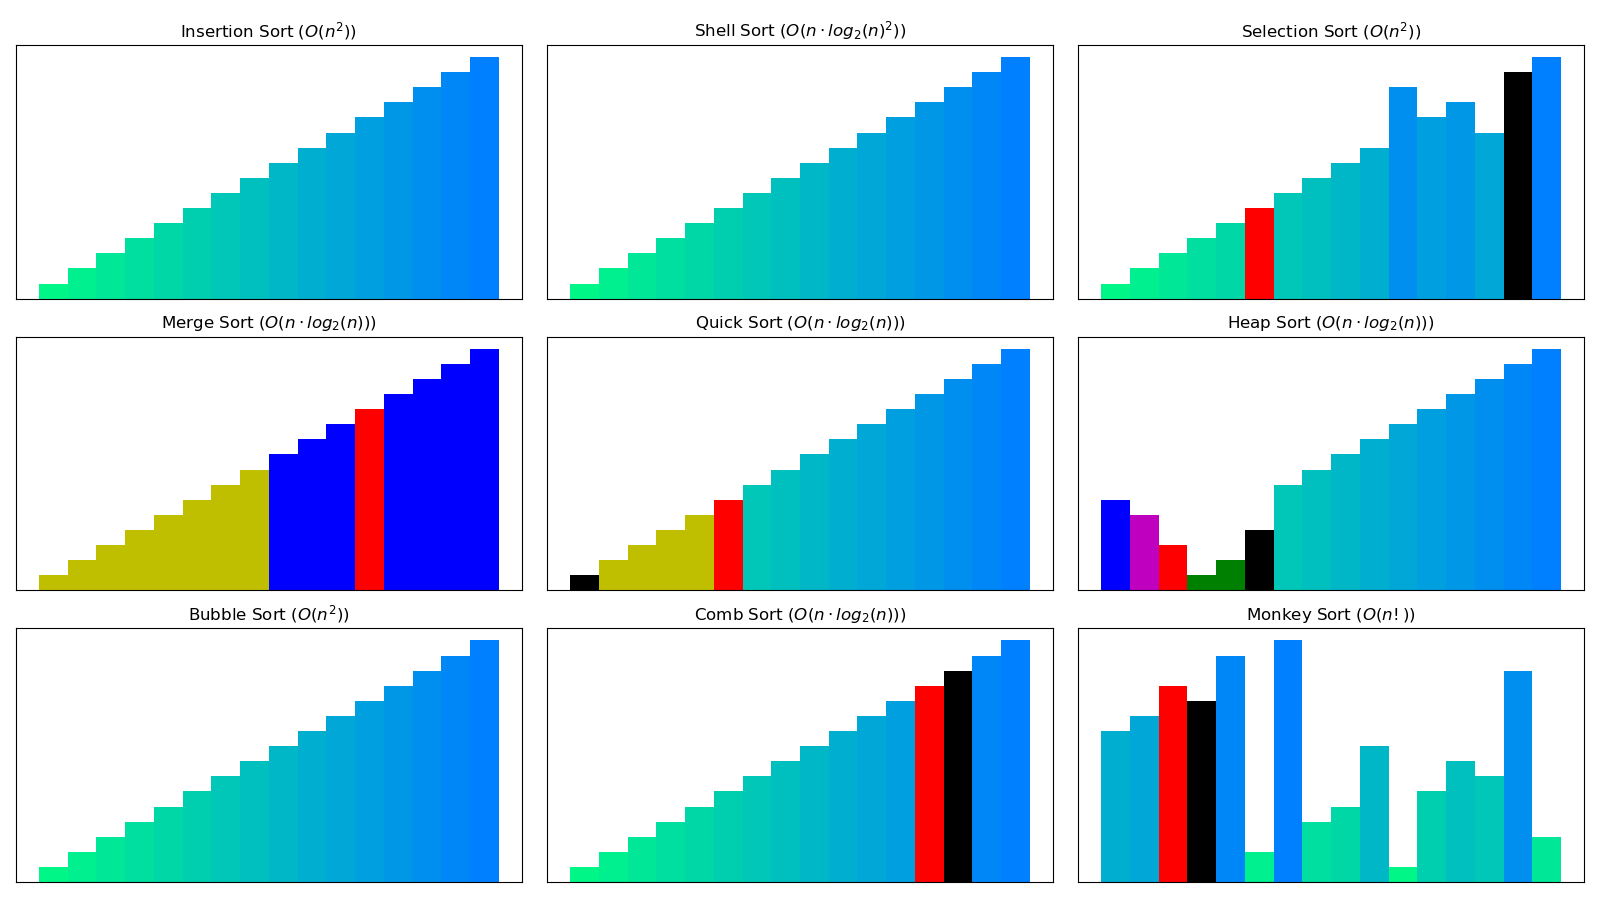 Insertion Sort (O(n²))
Shell Sort (O(n · log₂(n)²))
Selection Sort (O(n²))
Merge Sort (O(n · log₂(n)))
Quick Sort (O(n · log₂(n)))
Heap Sort (O(n · log₂(n)))
Bubble Sort (O(n²))
Comb Sort (O(n · log₂(n)))
Monkey Sort (O(n!))